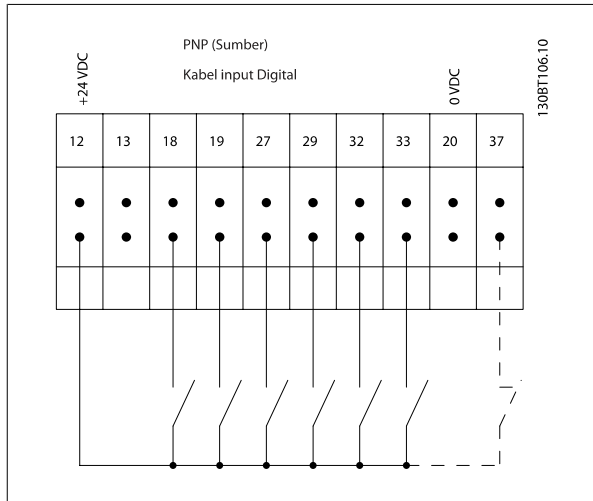 PNP (Sumber)
Kabel input Digital
+24 VDC
0 VDC
130BT106.10
12 13 18 19 27 29 32 33 20 37